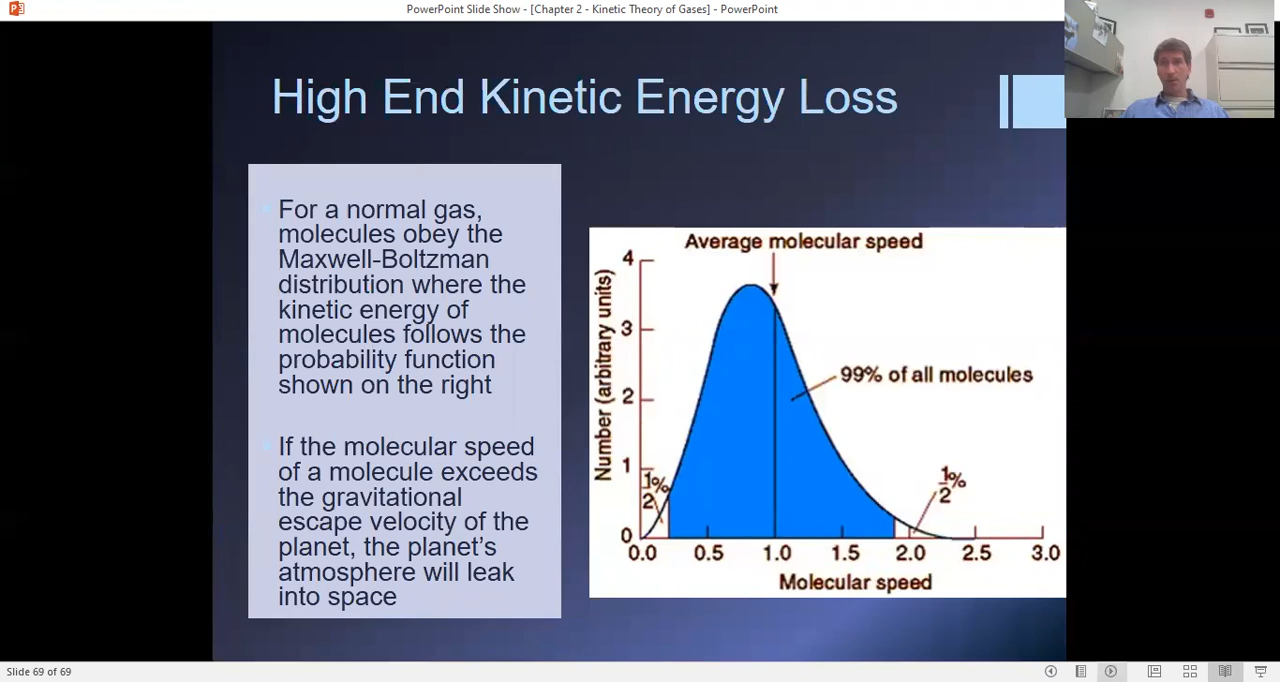 PowerPoint Slide Show - [Chapter 2 - Kinetic Theory of Gases] - PowerPoint
High End Kinetic Energy Loss
For a normal gas,
molecules obey the
Maxwell-Boltzman
distribution where the
kinetic energy of
molecules follows the
probability function
shown on the right
If the molecular speed
of a molecule exceeds
the gravitational
escape velocity of the
planet, the planet's
atmosphere will leak
into space
Average molecular speed
Number (arbitrary units)
4
3
2
1
0
99% of all molecules
1/2%
1/2%
0.0 0.5 1.0 1.5 2.0 2.5 3.0
Molecular speed
Slide 69 of 69